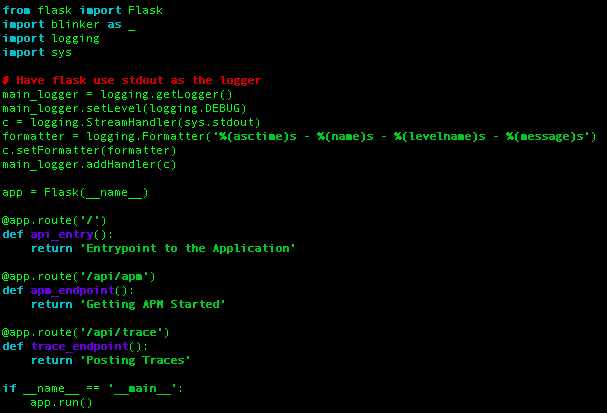 from flask import Flask
import blinker as _
import logging
import sys
# Have flask use stdout as the logger
main_logger = logging.getLogger()
main_logger.setLevel(logging.DEBUG)
c = logging.StreamHandler(sys.stdout)
formatter = logging.Formatter('%(asctime)s - %(name)s - %(levelname)s - %(message)s')
c.setFormatter(formatter)
main_logger.addHandler(c)
app = Flask(__name__)
@app.route('/')
def api_entry():
    return 'Entrypoint to the Application'
@app.route('/api/apm')
def apm_endpoint():
    return 'Getting APM Started'
@app.route('/api/trace')
def trace_endpoint():
    return 'Posting Traces'
if __name__ == '__main__':
    app.run()